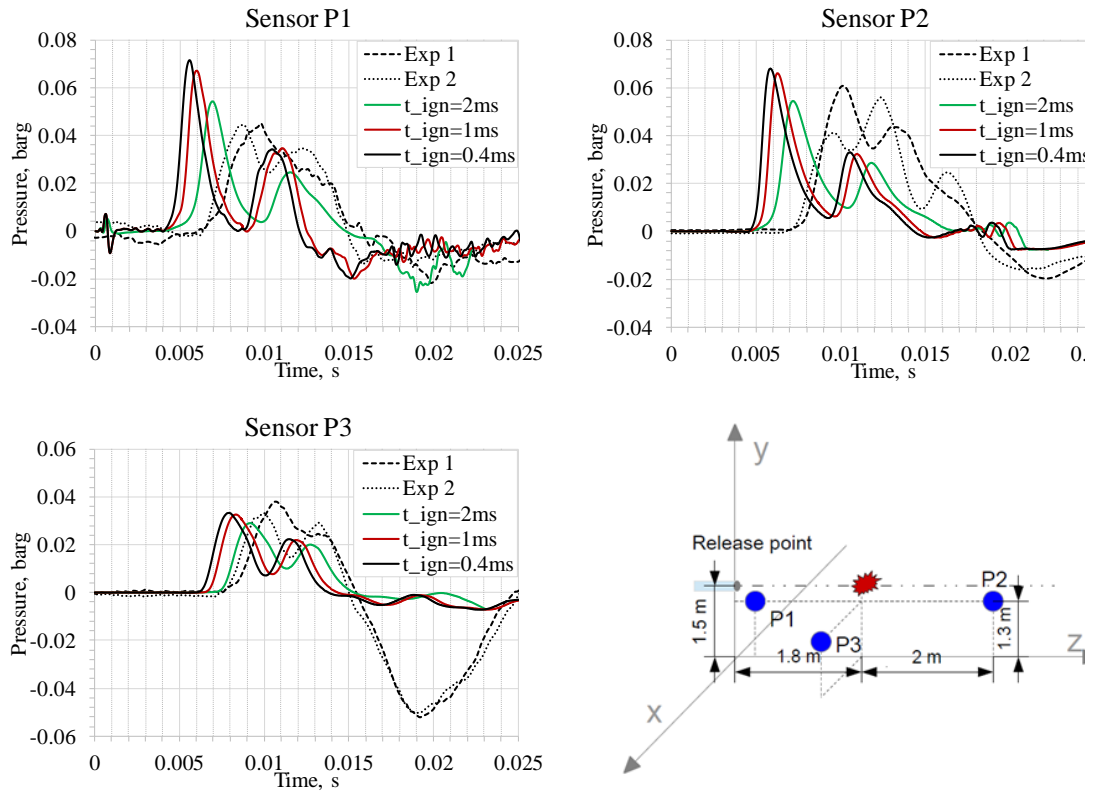 Sensor P1
Pressure, barg
0.08
0.06
0.04
0.02
0
-0.02
-0.04
0 0.005 0.01 0.015 0.02 0.025
Time, s
Exp 1
Exp 2
t_ign=2ms
t_ign=1ms
t_ign=0.4ms
Sensor P2
Pressure, barg
0.08
0.06
0.04
0.02
0
-0.02
-0.04
0 0.005 0.01 0.015 0.02 0.
Time, s
Exp 1
Exp 2
t_ign=2ms
t_ign=1ms
t_ign=0.4ms
Sensor P3
Pressure, barg
0.06
0.04
0.02
0
-0.02
-0.04
-0.06
0 0.005 0.01 0.015 0.02 0.025
Time, s
Exp 1
Exp 2
t_ign=2ms
t_ign=1ms
t_ign=0.4ms
y
Release point
P2
P1
1.5 m
1.3 m
P3
1.8 m
2 m
z
x